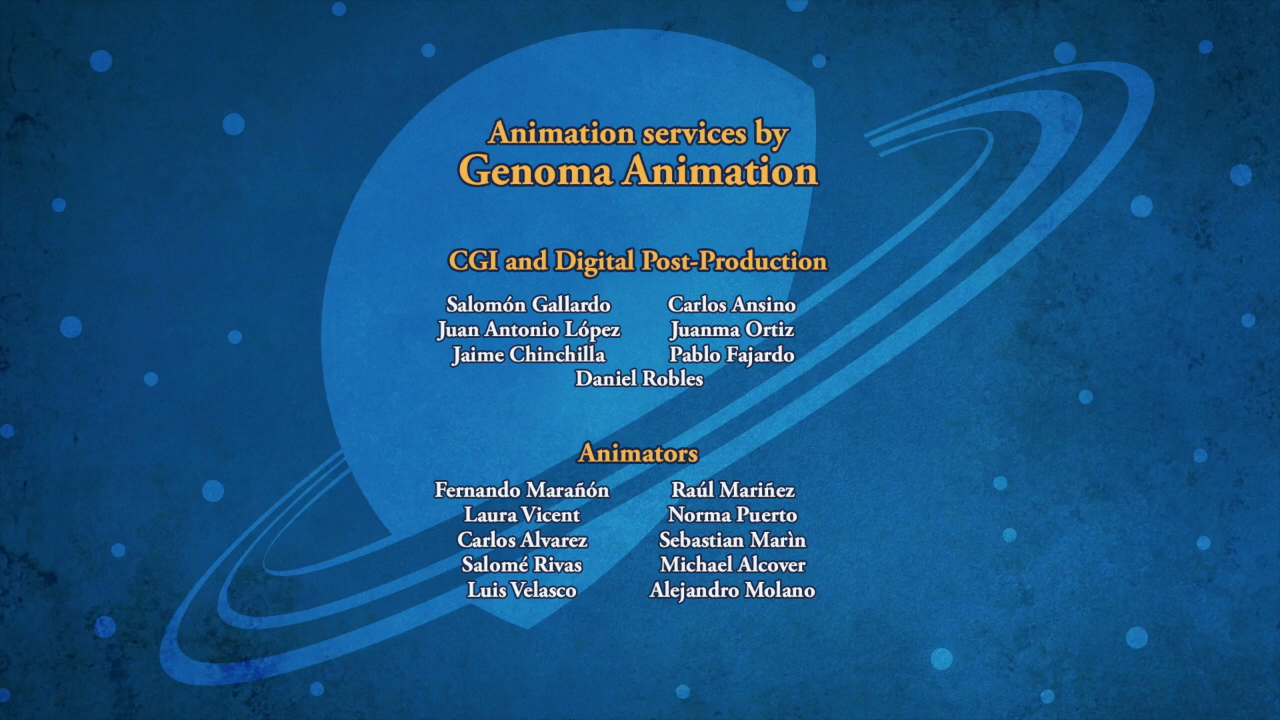 Animation services by
Genoma Animation
CGI and Digital Post-Production
Salomón Gallardo Carlos Ansino
Juan Antonio López Juanma Ortiz
Jaime Chinchilla Pablo Fajardo
Daniel Robles
Animators
Fernando Marañón Raúl Mariñez
Laura Vicent Norma Puerto
Carlos Alvarez Sebastian Marìn
Salomé Rivas Michael Alcover
Luis Velasco Alejandro Molano